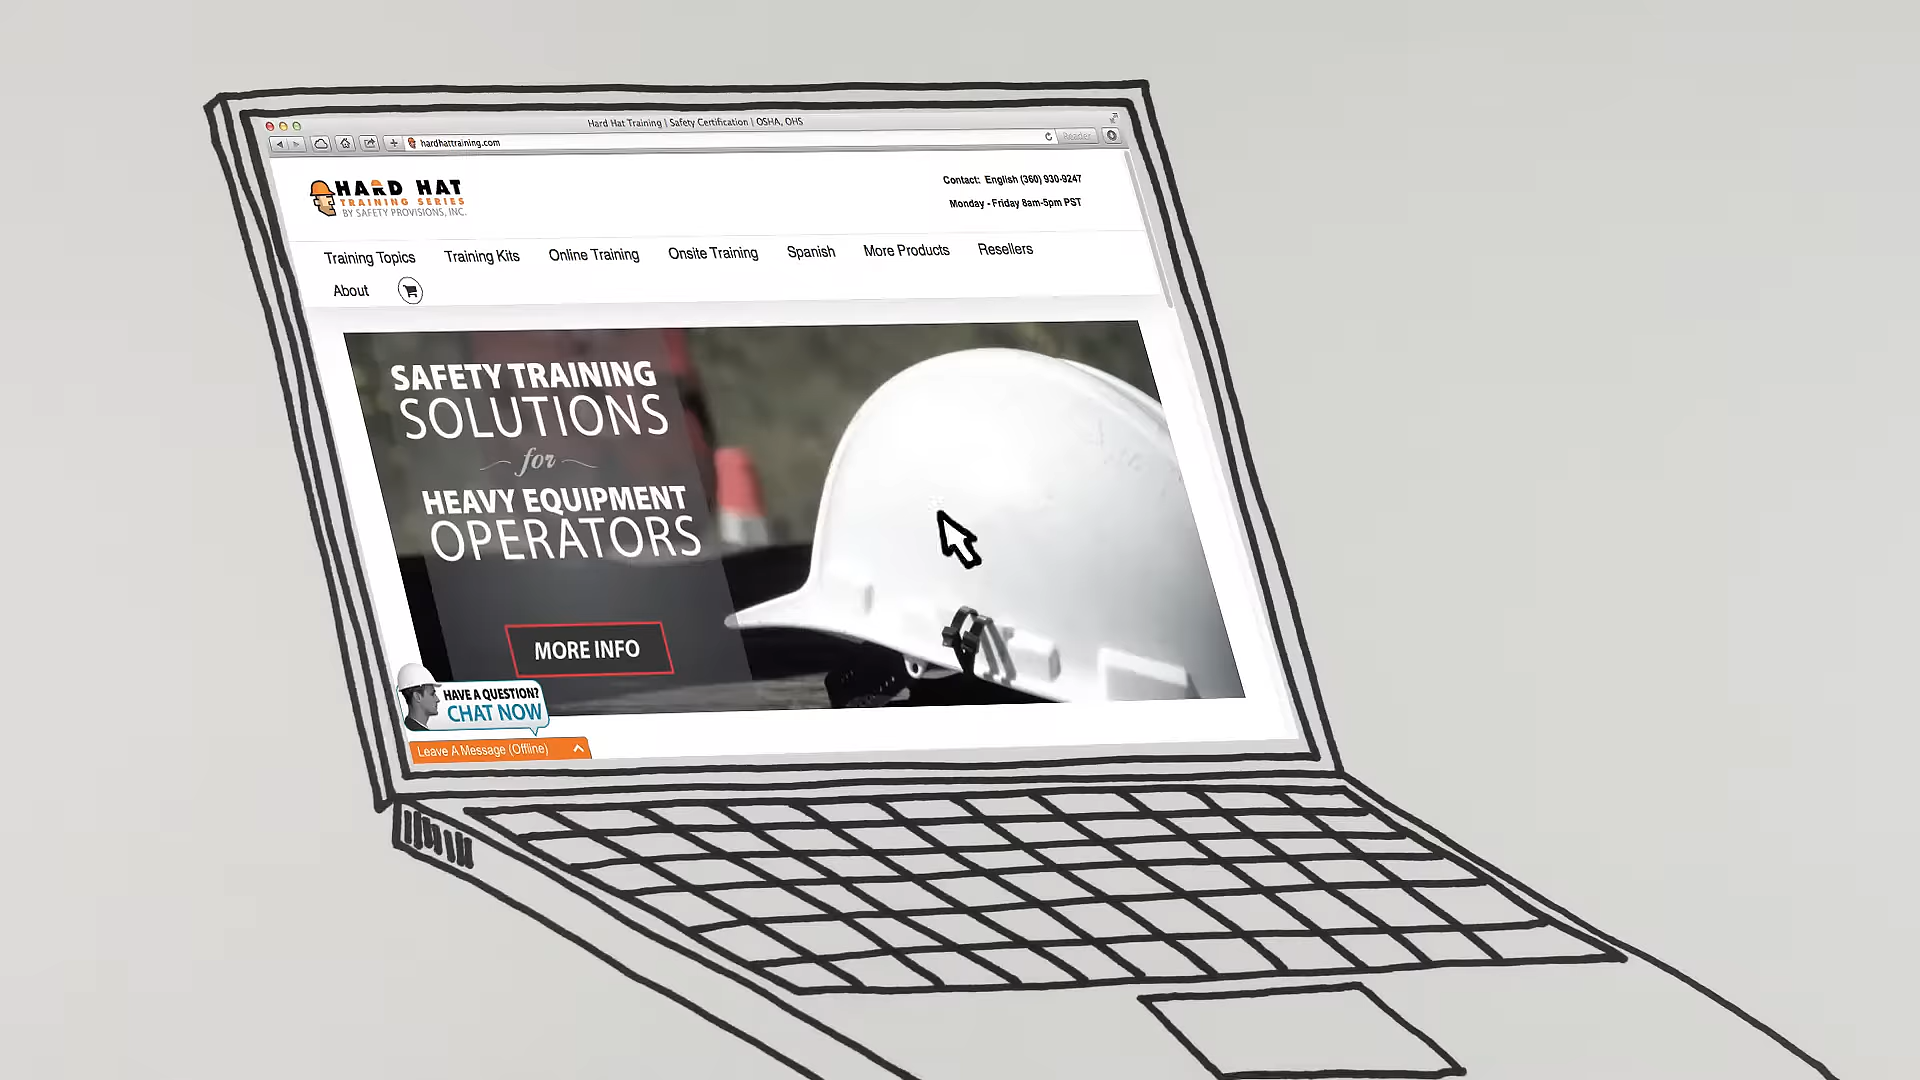 Hard Hat Training | Safety Certification | OSHA, OHS
hardhattraining.com
Reader
HARD HAT
TRAINING SERIES
BY SAFETY PROVISIONS, INC.
Contact: English (360) 930-9247
Monday - Friday 8am-5pm PST
Training Topics Training Kits Online Training Onsite Training Spanish More Products Resellers
About
SAFETY TRAINING
SOLUTIONS
for
HEAVY EQUIPMENT
OPERATORS
MORE INFO
HAVE A QUESTION?
CHAT NOW
Leave A Message (Offline)